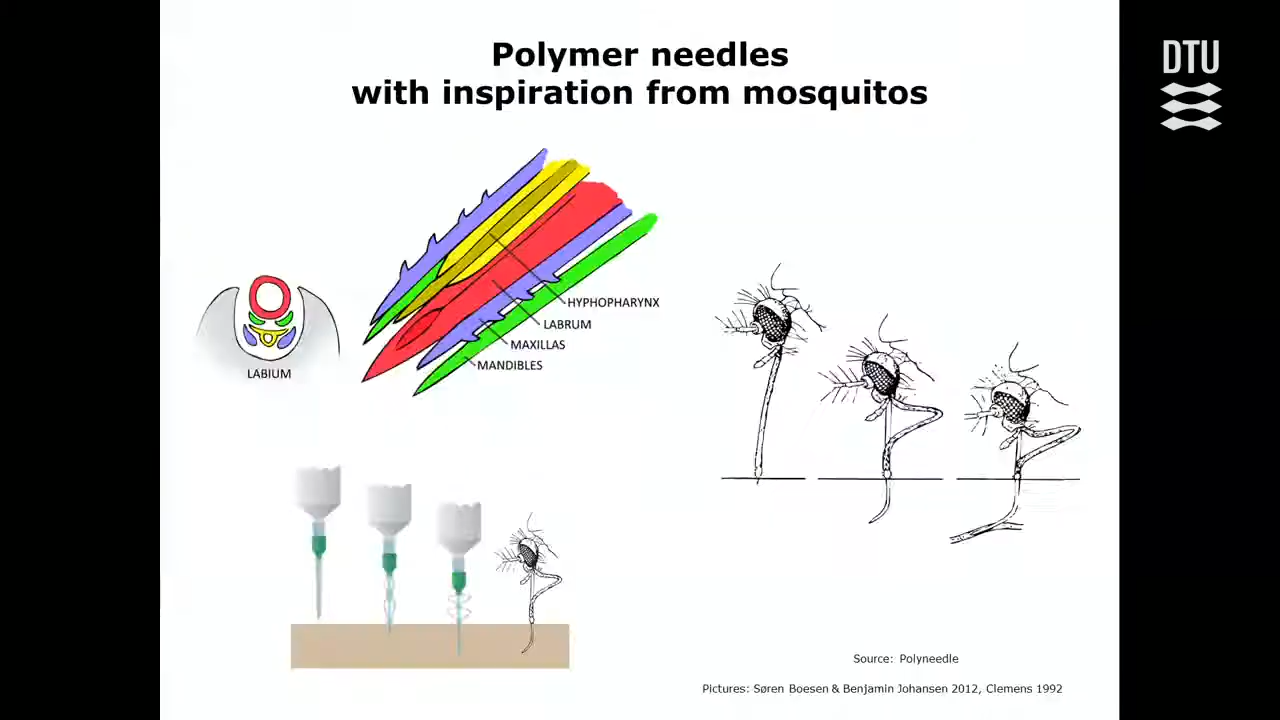 Polymer needles
with inspiration from mosquitos
DTU
HYPHOPHARYNX
LABRUM
MAXILLAS
MANDIBLES
LABIUM
Source: Polyneedle
Pictures: Søren Boesen & Benjamin Johansen 2012, Clemens 1992